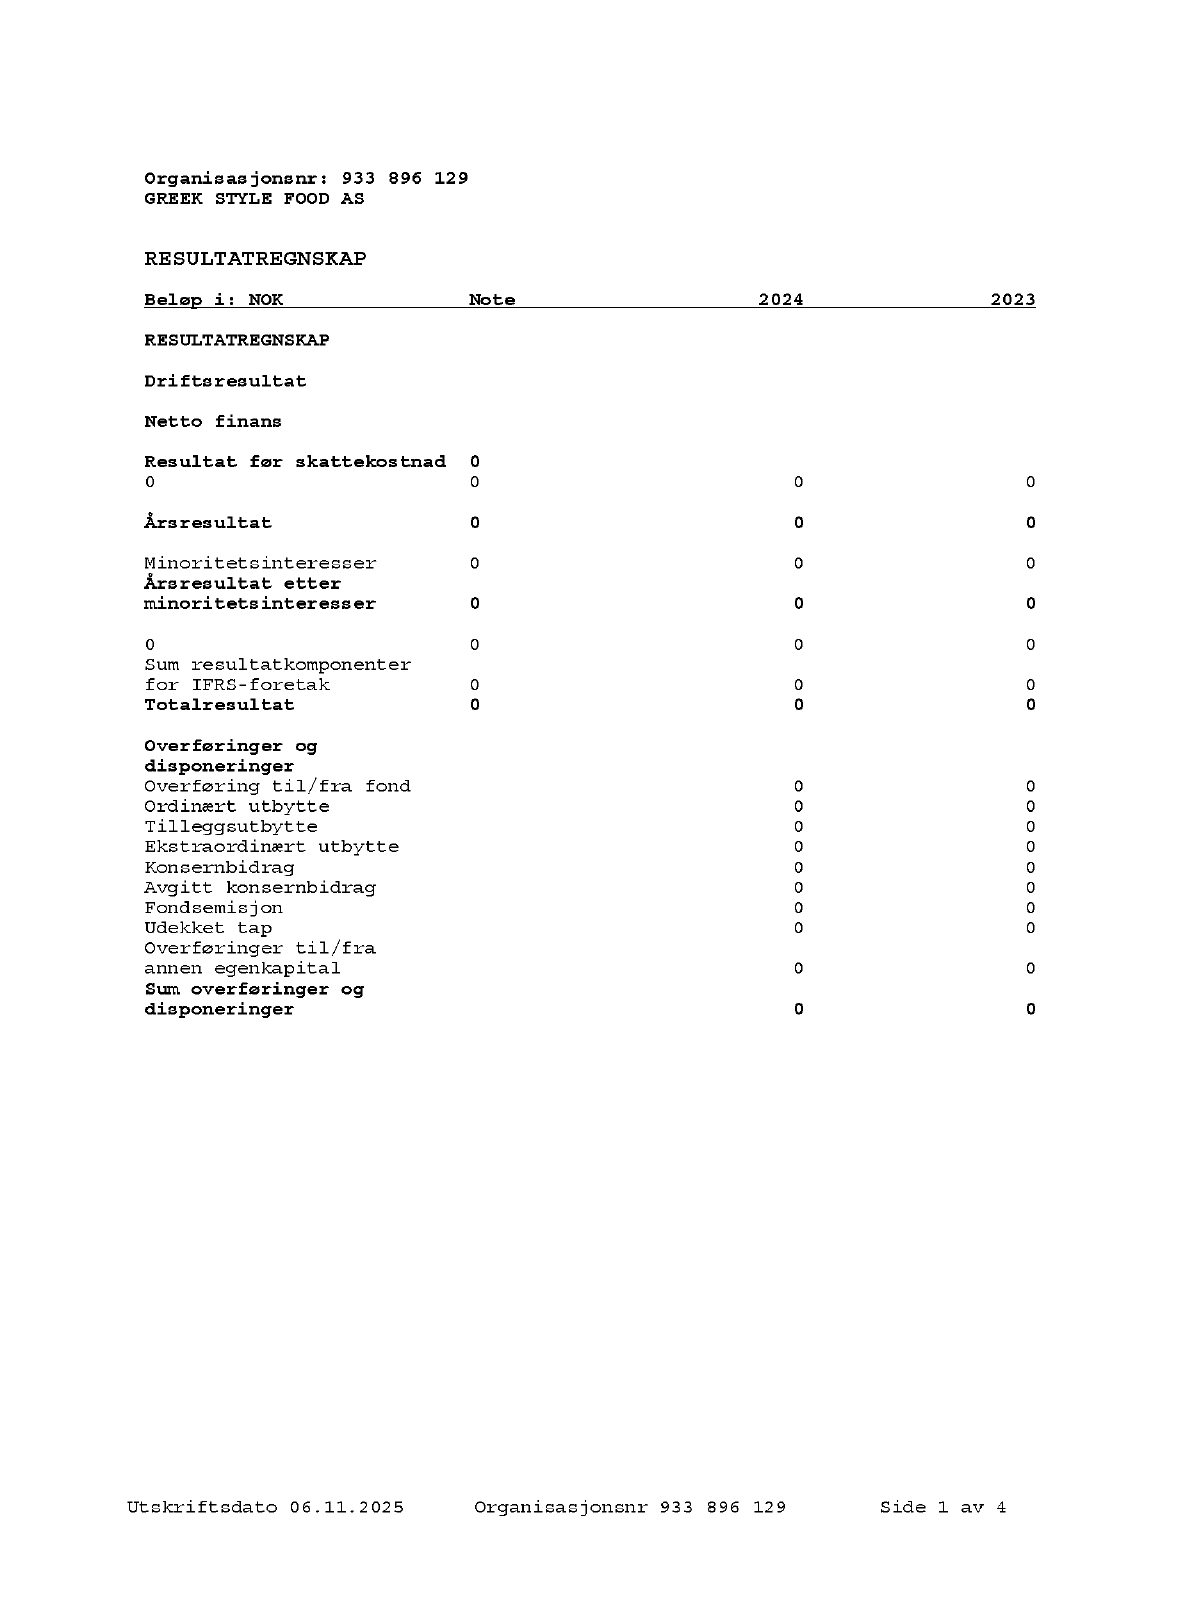 Organisasjonsnr: 933 896 129
GREEK STYLE FOOD AS
RESULTATREGNSKAP
Beløp i: NOK Note 2024 2023
RESULTATREGNSKAP
Driftsresultat
Netto finans
Resultat før skattekostnad 0
0 0 0 0
Årsresultat 0 0 0
Minoritetsinteresser 0 0 0
Årsresultat etter
minoritetsinteresser 0 0 0
0 0 0 0
Sum resultatkomponenter
for IFRS-foretak 0 0 0
Totalresultat 0 0 0
Overføringer og
disponeringer
Overføring til/fra fond 0 0
Ordinært utbytte 0 0
Tilleggsutbytte 0 0
Ekstraordinært utbytte 0 0
Konsernbidrag 0 0
Avgitt konsernbidrag 0 0
Fondsemisjon 0 0
Udekket tap 0 0
Overføringer til/fra
annen egenkapital 0 0
Sum overføringer og
disponeringer 0 0
Utskriftsdato 06.11.2025 Organisasjonsnr 933 896 129 Side 1 av 4